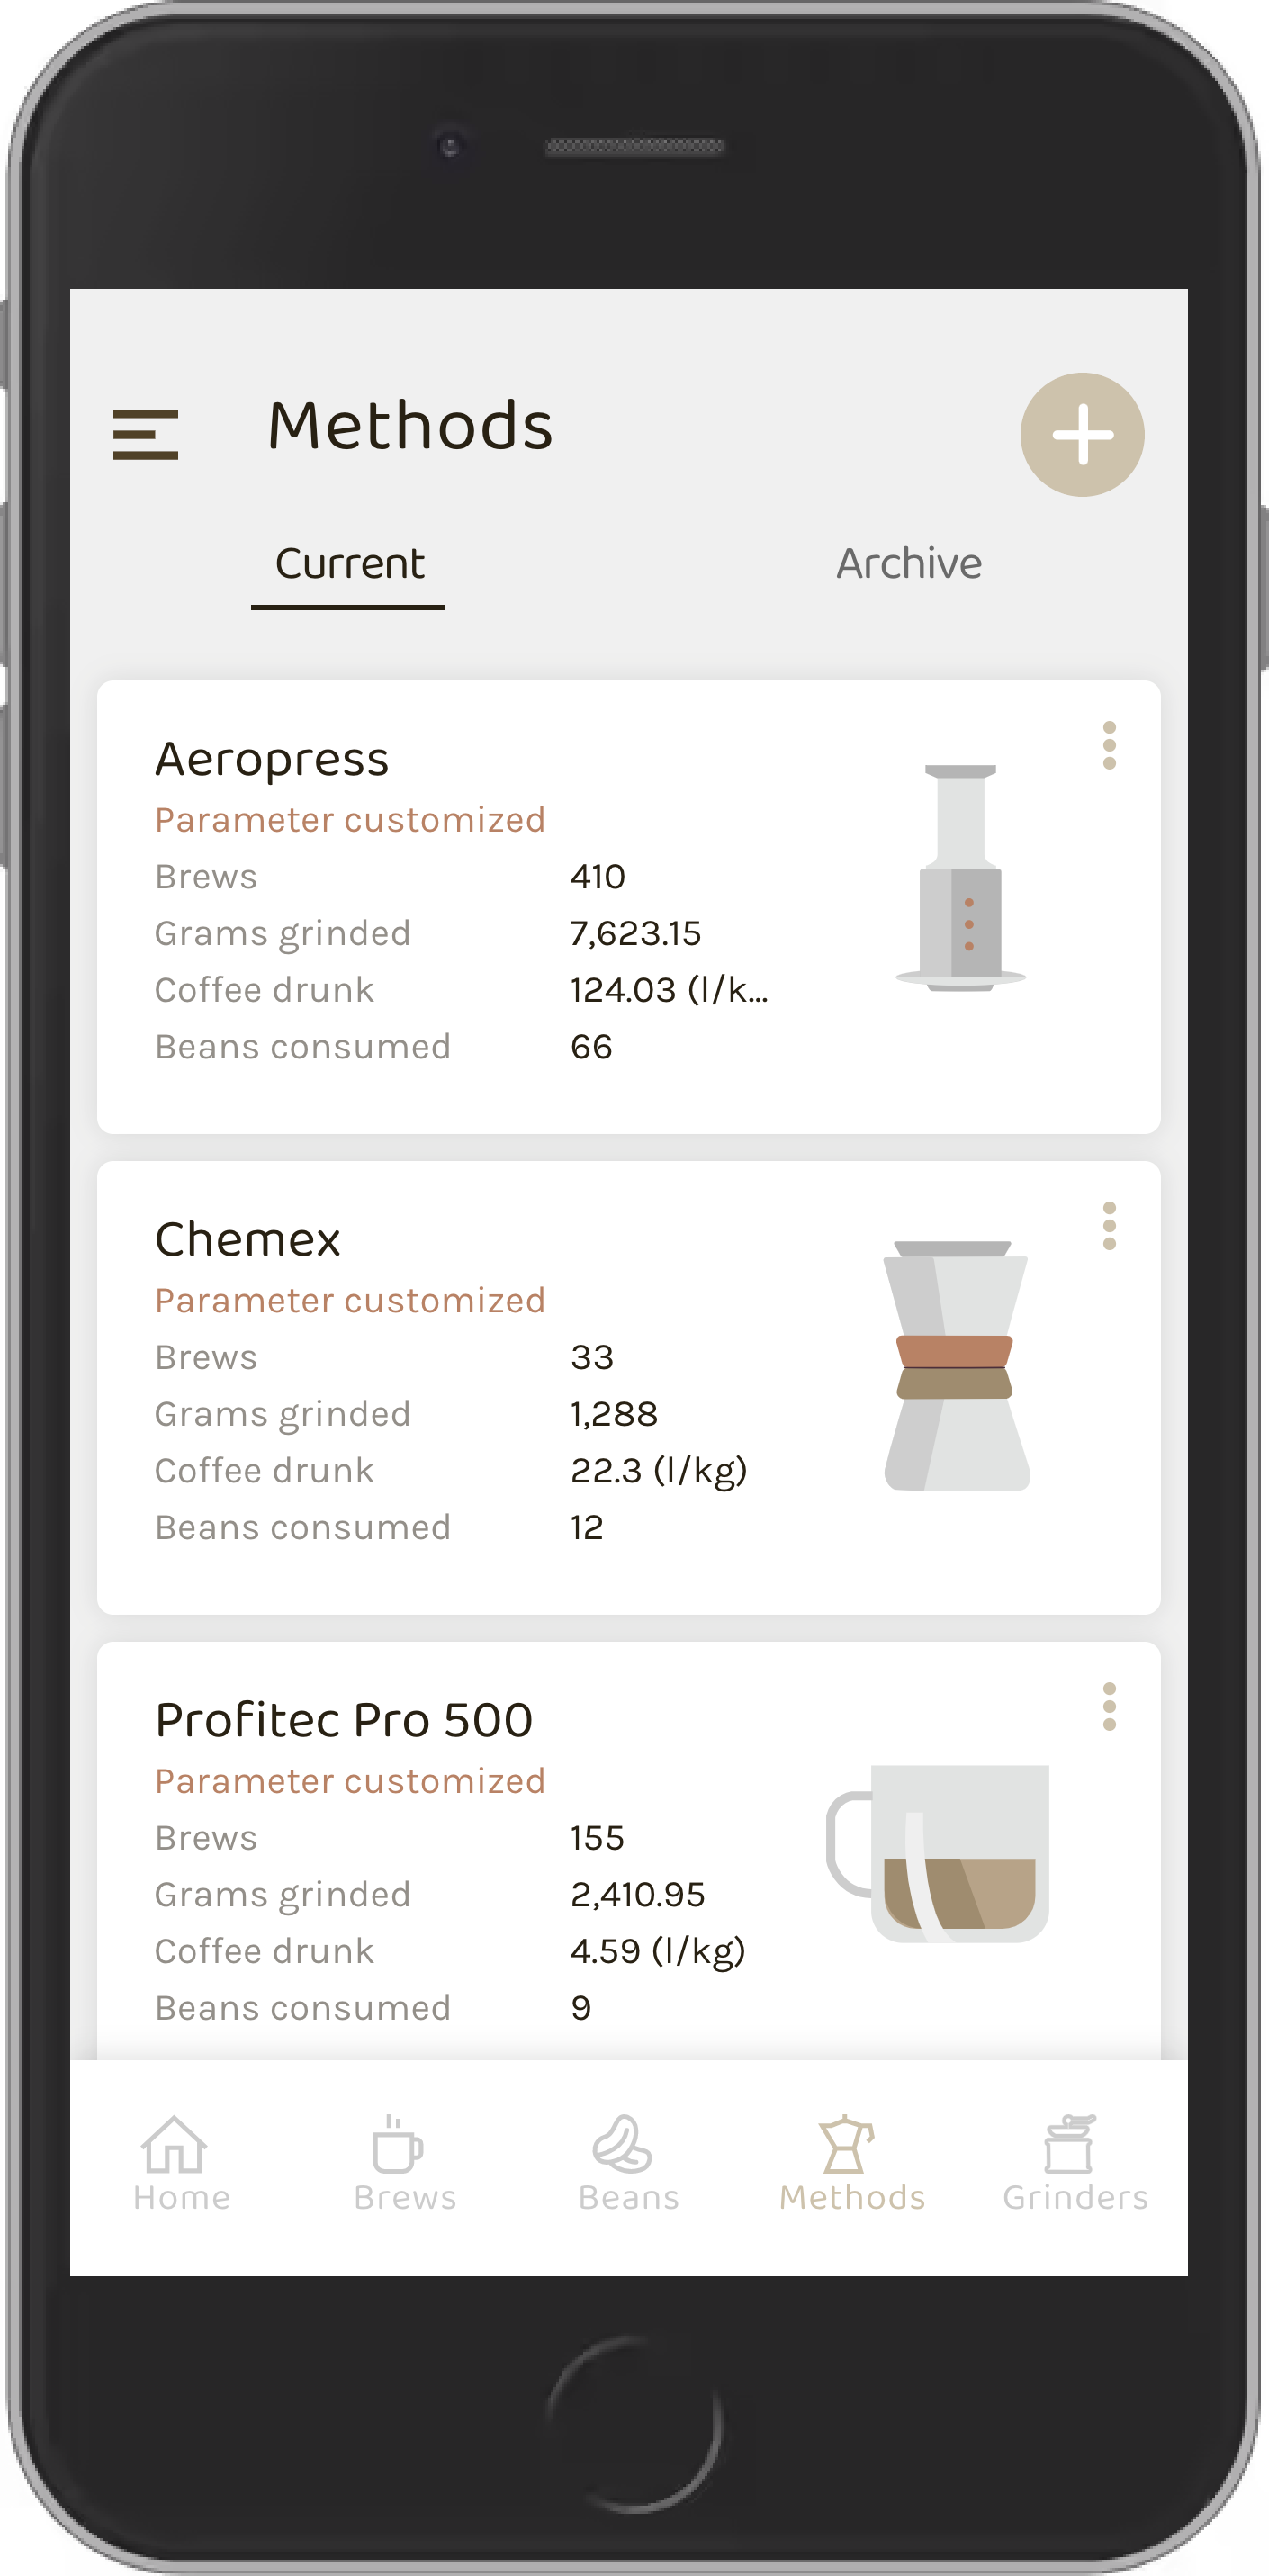 Methods
Current Archive
Aeropress
Parameter customized
Brews 410
Grams grinded 7,623.15
Coffee drunk 124.03 (l/k...
Beans consumed 66
Chemex
Parameter customized
Brews 33
Grams grinded 1,288
Coffee drunk 22.3 (l/kg)
Beans consumed 12
Profitec Pro 500
Parameter customized
Brews 155
Grams grinded 2,410.95
Coffee drunk 4.59 (l/kg)
Beans consumed 9
Home Brews Beans Methods Grinders